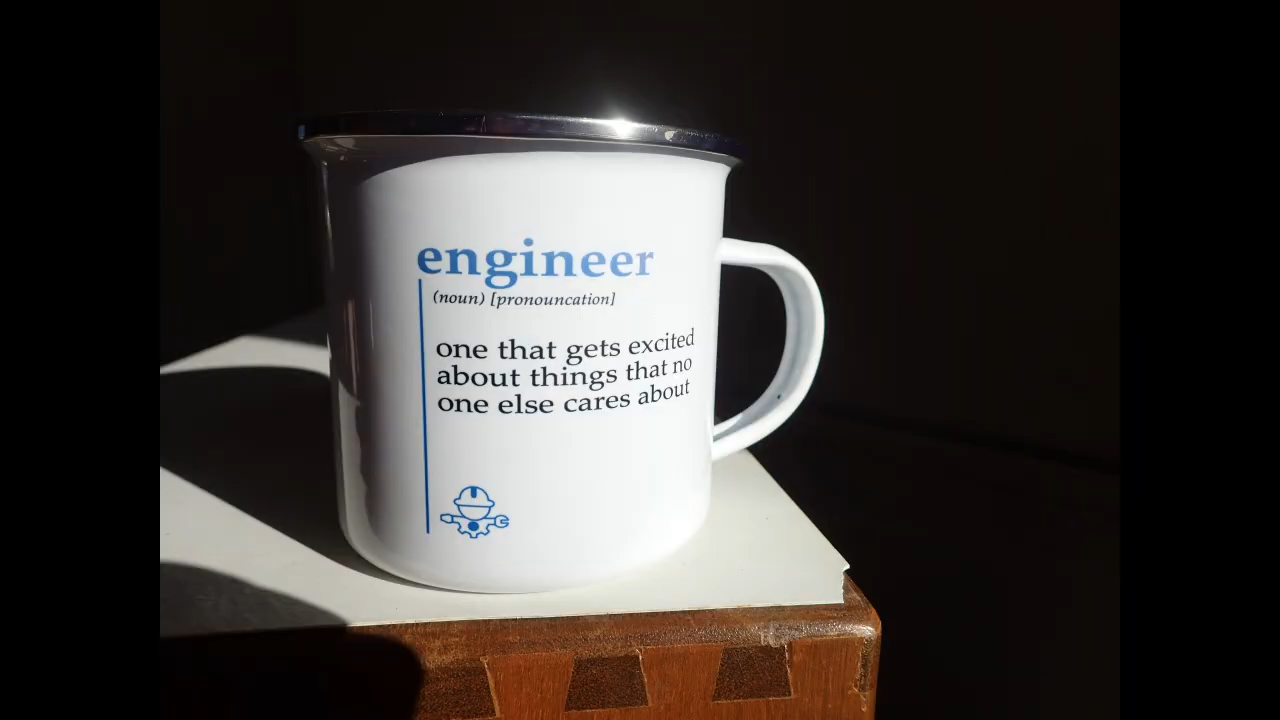 engineer
(noun) [pronouncation]
one that gets excited
about things that no
one else cares about